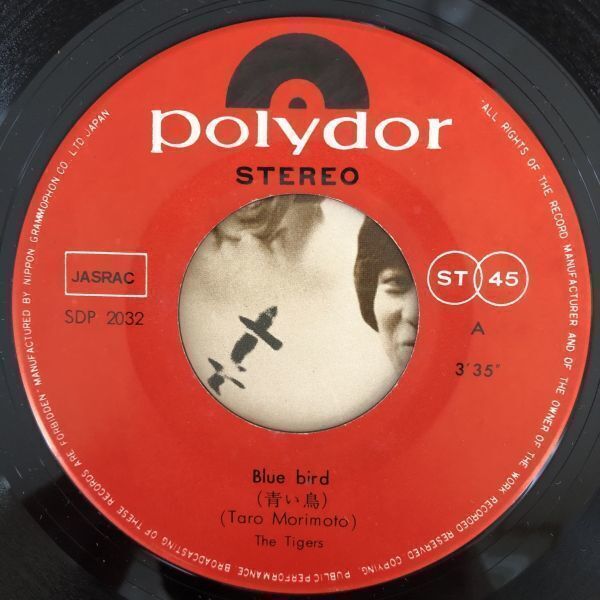 polydor
STEREO
JASRAC
SDP 2032
ST 45
A
3'35"
Blue bird
(青い鳥)
(Taro Morimoto)
The Tigers
ALL RIGHTS OF THE RECORD MANUFACTURER AND OF THE OWNER OF THE WORK RECORDED RESERVED COPYING, PUBLIC PERFORMANCE, BROADCASTING OF THESE RECORDS ARE FORBIDDEN - MANUFACTURED BY NIPPON GRAMMOPHON CO. LTD JAPAN